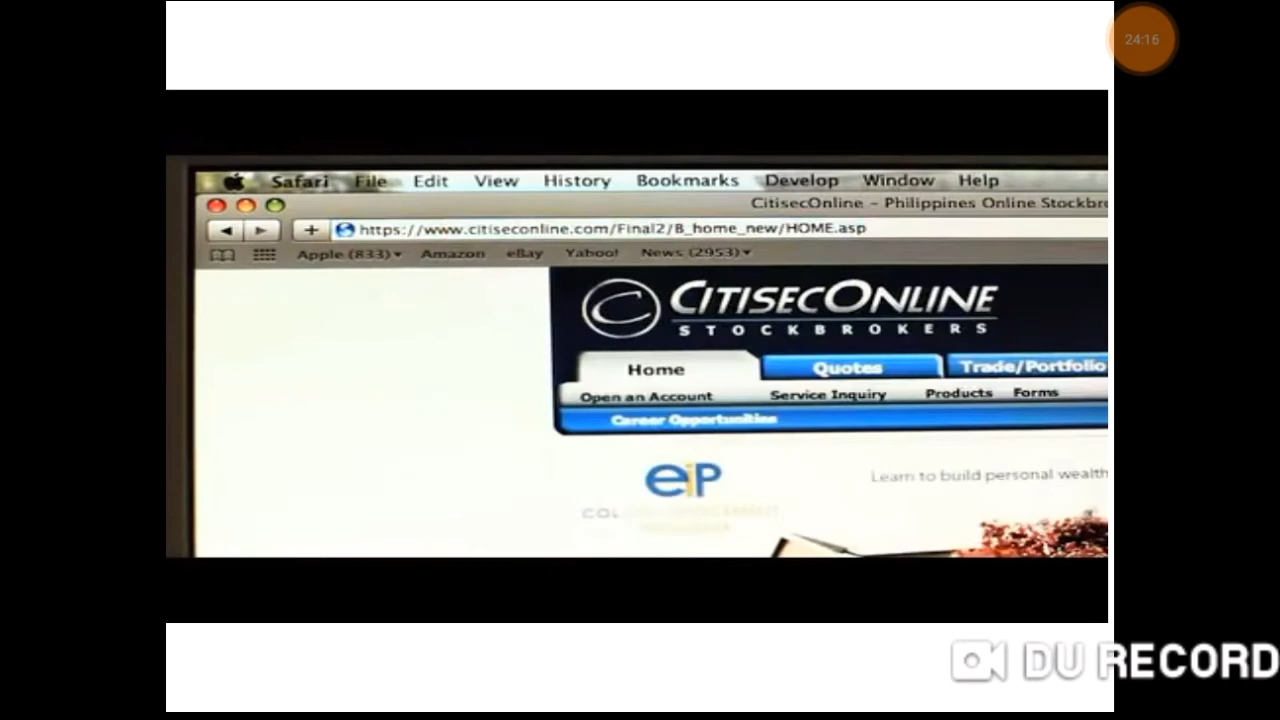 24:16
Safari File Edit View History Bookmarks Develop Window Help
CitisecOnline - Philippines Online Stockbro
https://www.citiseconline.com/Final2/B_home_new/HOME.asp
Apple (833) Amazon eBay Yahoo! News (2953)
CITISECONLINE
STOCKBROKERS
Home Quotes Trade/Portfolio
Open an Account Service Inquiry Products Forms
Career Opportunities
eiP
Learn to build personal wealth
COL
DU RECORD